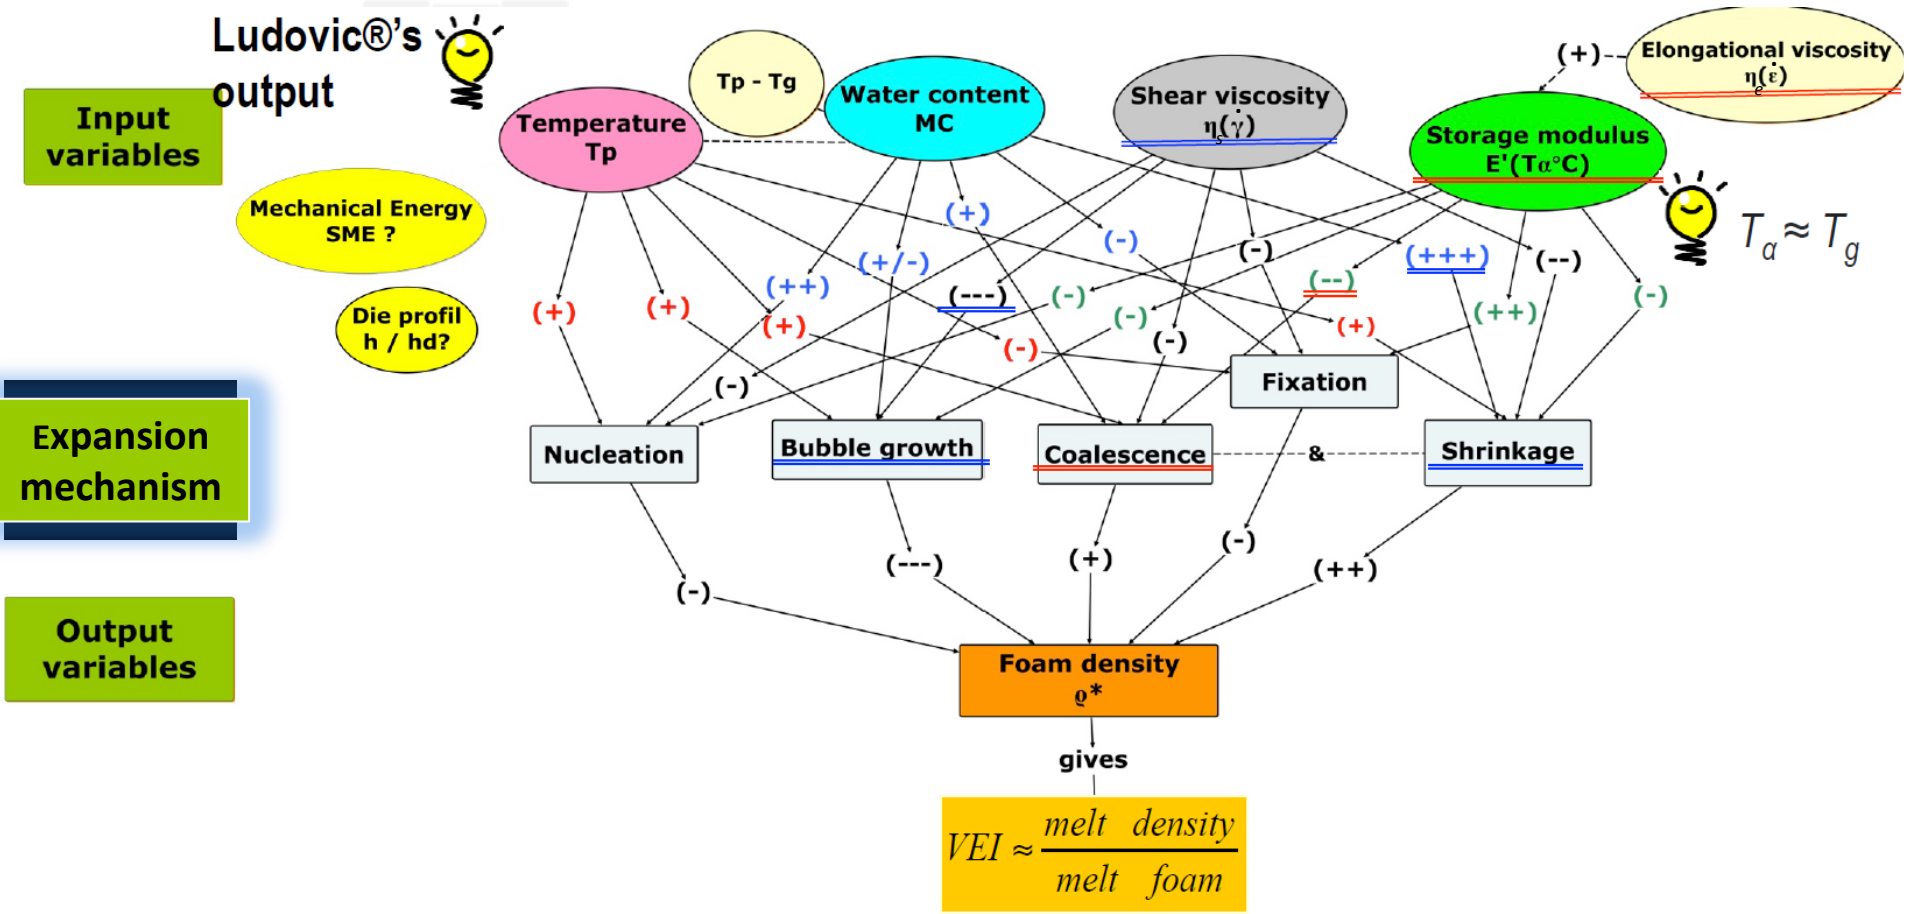 Ludovic®’s
output
Input
variables
Temperature
Tp
Tp - Tg
Water content
MC
Shear viscosity
ηs(γ̇)
Storage modulus
E'(Tα°C)
(+)
Elongational viscosity
ηe(ε̇)
Tα ≈ Tg
Mechanical Energy
SME ?
Die profil
h / hd?
(+)
(-)
(-)
(+/-)
(+++)
(--)
(++)
(---)
(-)
(--)
(-)
(+)
(+)
(+)
(-)
(++)
(+)
(-)
(-)
(-)
Expansion
mechanism
Fixation
Nucleation
Bubble growth
Coalescence
&
Shrinkage
(-)
(---)
(+)
(-)
(++)
Output
variables
Foam density
ϱ*
gives
VEI ≈ melt density
melt foam